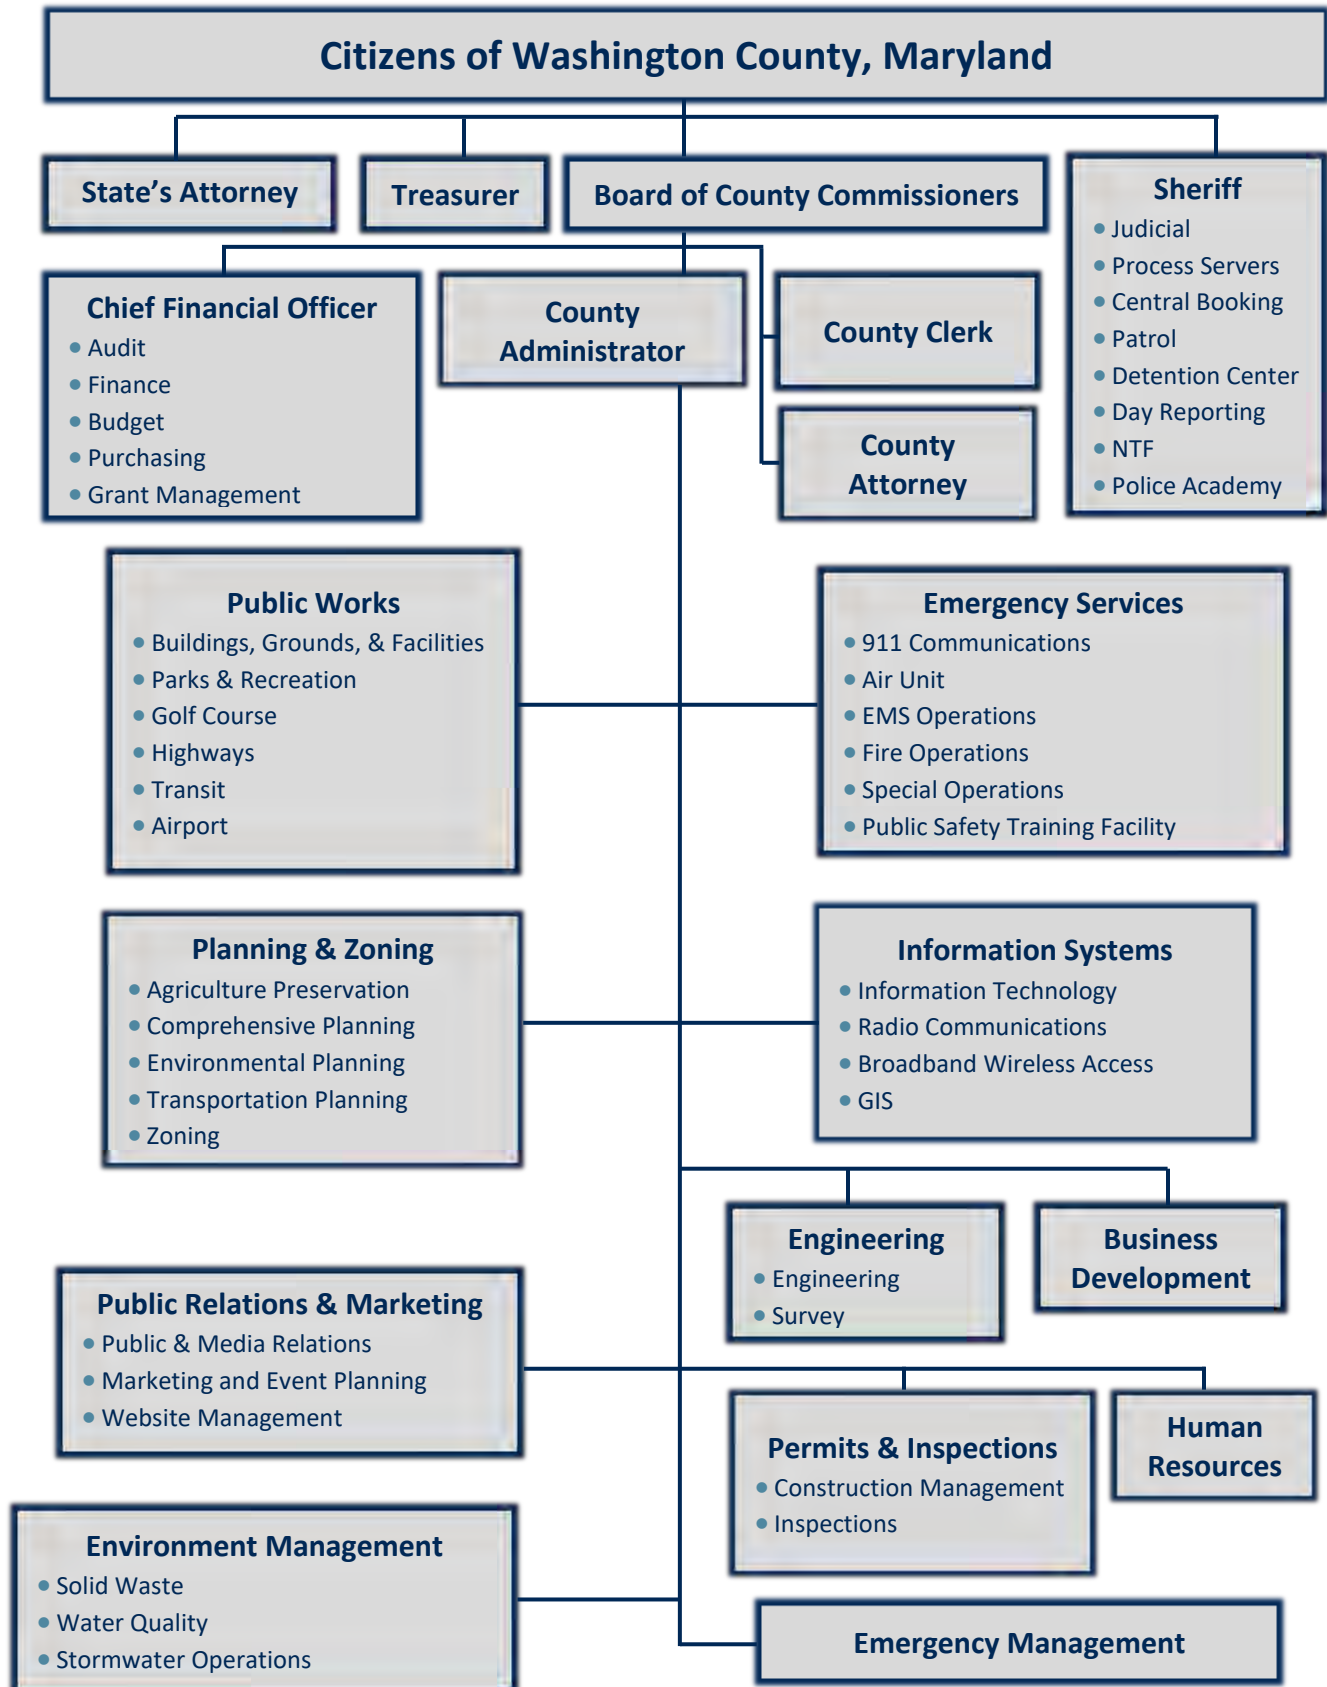 Citizens of Washington County, Maryland
State’s Attorney
Treasurer
Board of County Commissioners
Sheriff
• Judicial
• Process Servers
• Central Booking
• Patrol
• Detention Center
• Day Reporting
• NTF
• Police Academy
Chief Financial Officer
• Audit
• Finance
• Budget
• Purchasing
• Grant Management
County
Administrator
County Clerk
County
Attorney
Public Works
• Buildings, Grounds, & Facilities
• Parks & Recreation
• Golf Course
• Highways
• Transit
• Airport
Emergency Services
• 911 Communications
• Air Unit
• EMS Operations
• Fire Operations
• Special Operations
• Public Safety Training Facility
Planning & Zoning
• Agriculture Preservation
• Comprehensive Planning
• Environmental Planning
• Transportation Planning
• Zoning
Information Systems
• Information Technology
• Radio Communications
• Broadband Wireless Access
• GIS
Engineering
• Engineering
• Survey
Business
Development
Public Relations & Marketing
• Public & Media Relations
• Marketing and Event Planning
• Website Management
Permits & Inspections
• Construction Management
• Inspections
Human
Resources
Environment Management
• Solid Waste
• Water Quality
• Stormwater Operations
Emergency Management